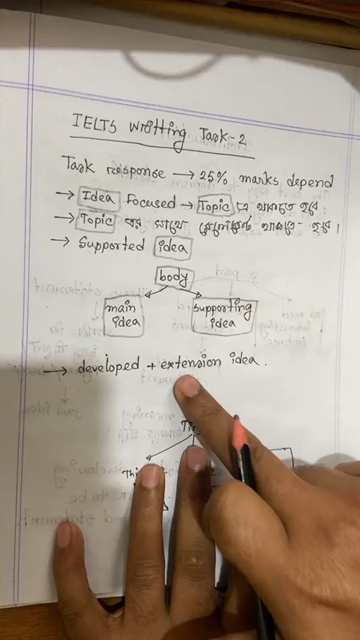 IELTS Writting Task-2
Task response → 25% marks depend
→ Idea Focused → Topic এ থাকতে হবে
→ Topic এর সাথে থাকতে হবে।
→ Supported idea
body
main idea
supporting idea
→ developed + extension idea.